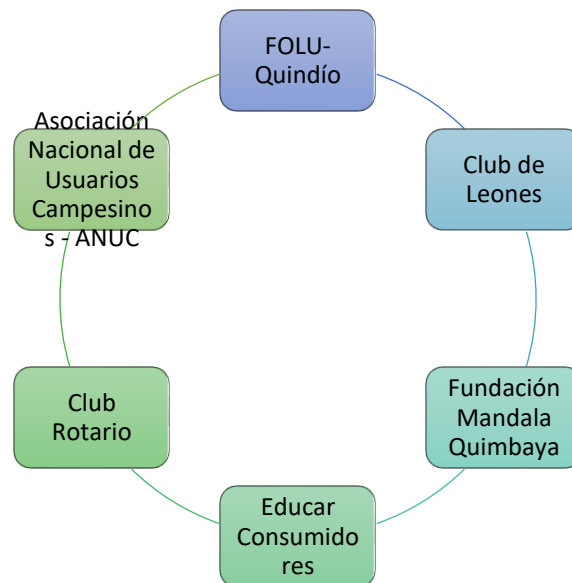 FOLU-
Quindío
Club de
Leones
Fundación
Mandala
Quimbaya
Educar
Consumido
res
Club
Rotario
Asociación
Nacional de
Usuarios
Campesino
s - ANUC